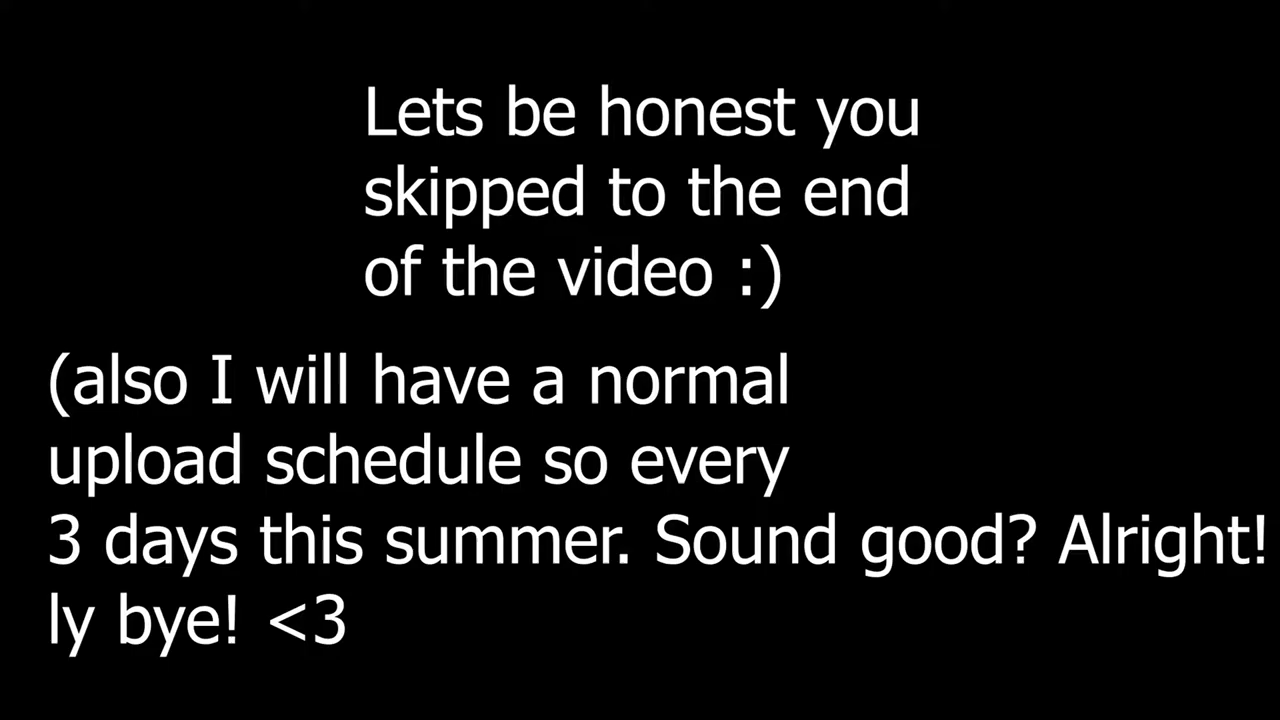 Lets be honest you
skipped to the end
of the video :)
(also I will have a normal
upload schedule so every
3 days this summer. Sound good? Alright!
ly bye! <3